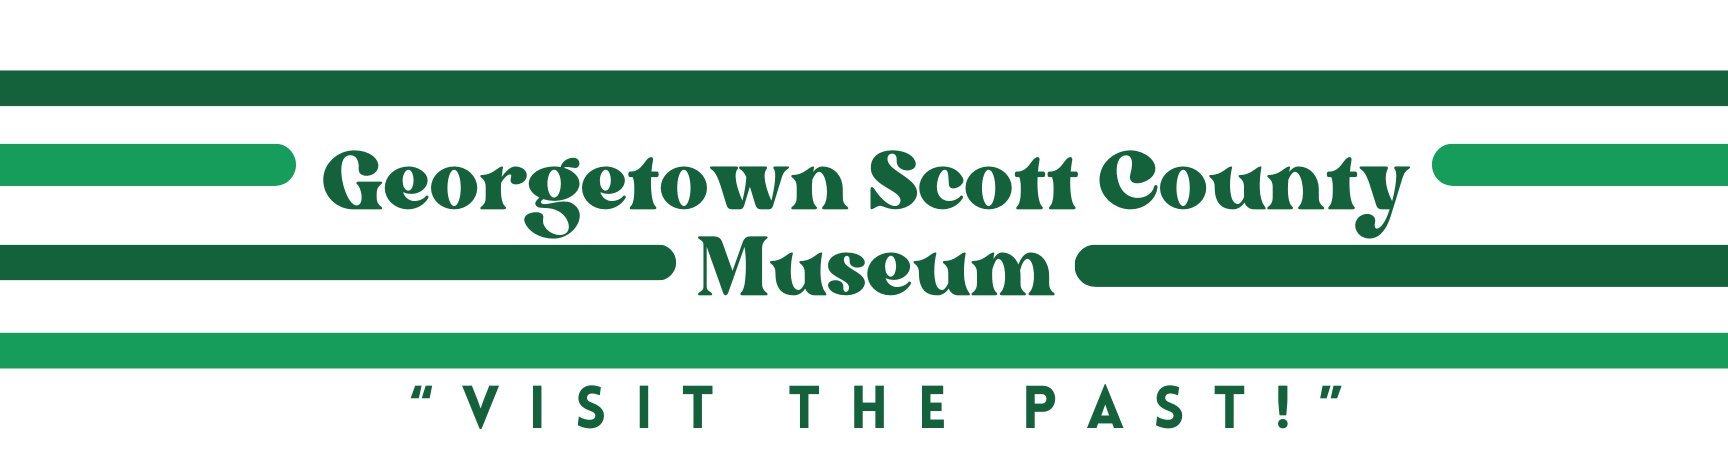 Georgetown Scott County
Museum
“VISIT THE PAST!”